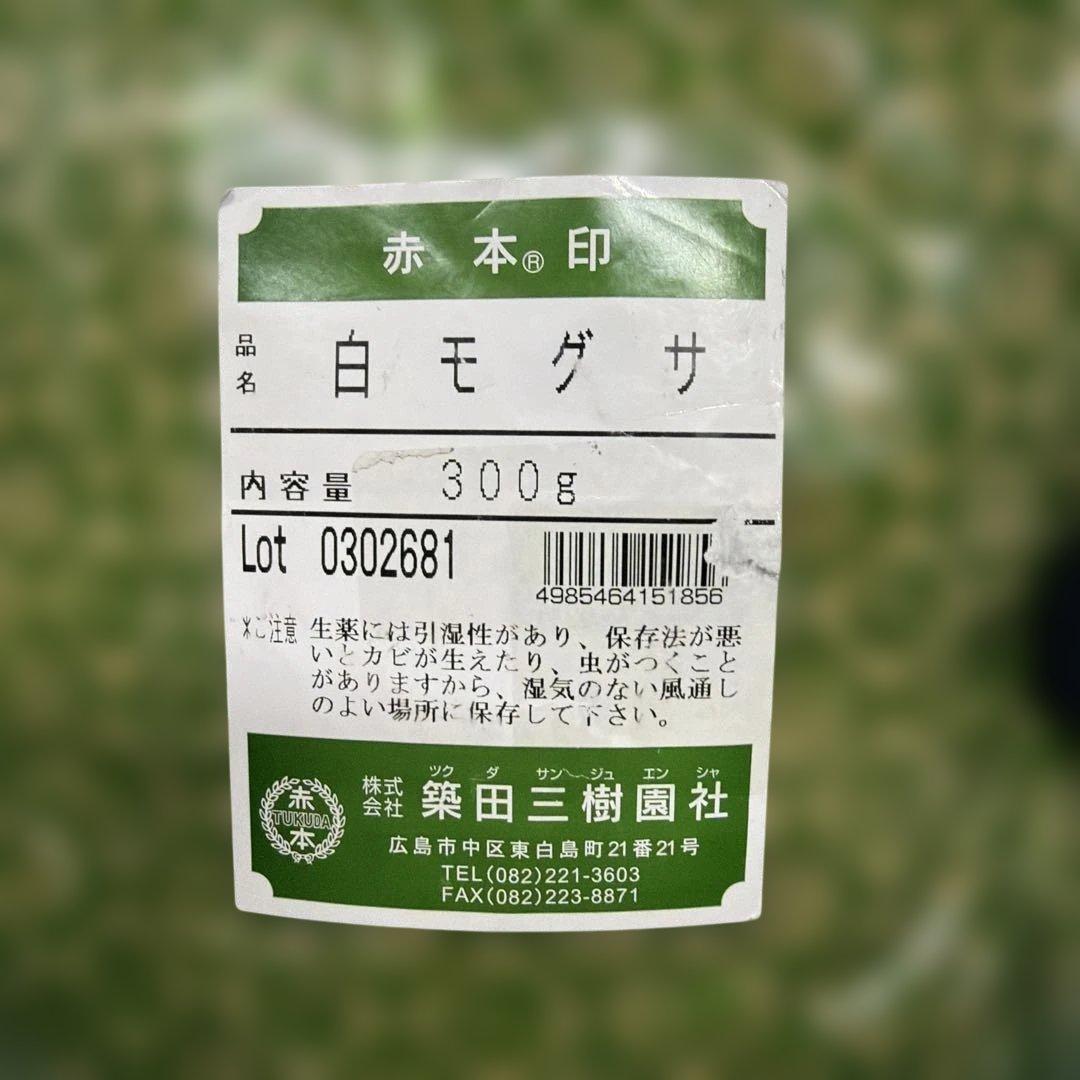 赤本®印
品名 白モグサ
内容量 300g
Lot 0302681
4985464151856
*ご注意 生薬には引湿性があり、保存法が悪
いとカビが生えたり、虫がつくこと
がありますから、湿気のない風通し
のよい場所に保存して下さい。
ツク ダ サン ジュ エン シャ
株式会社 築田三樹園社
赤
TUKUDA
本
広島市中区東白島町21番21号
TEL(082)221-3603
FAX(082)223-8871